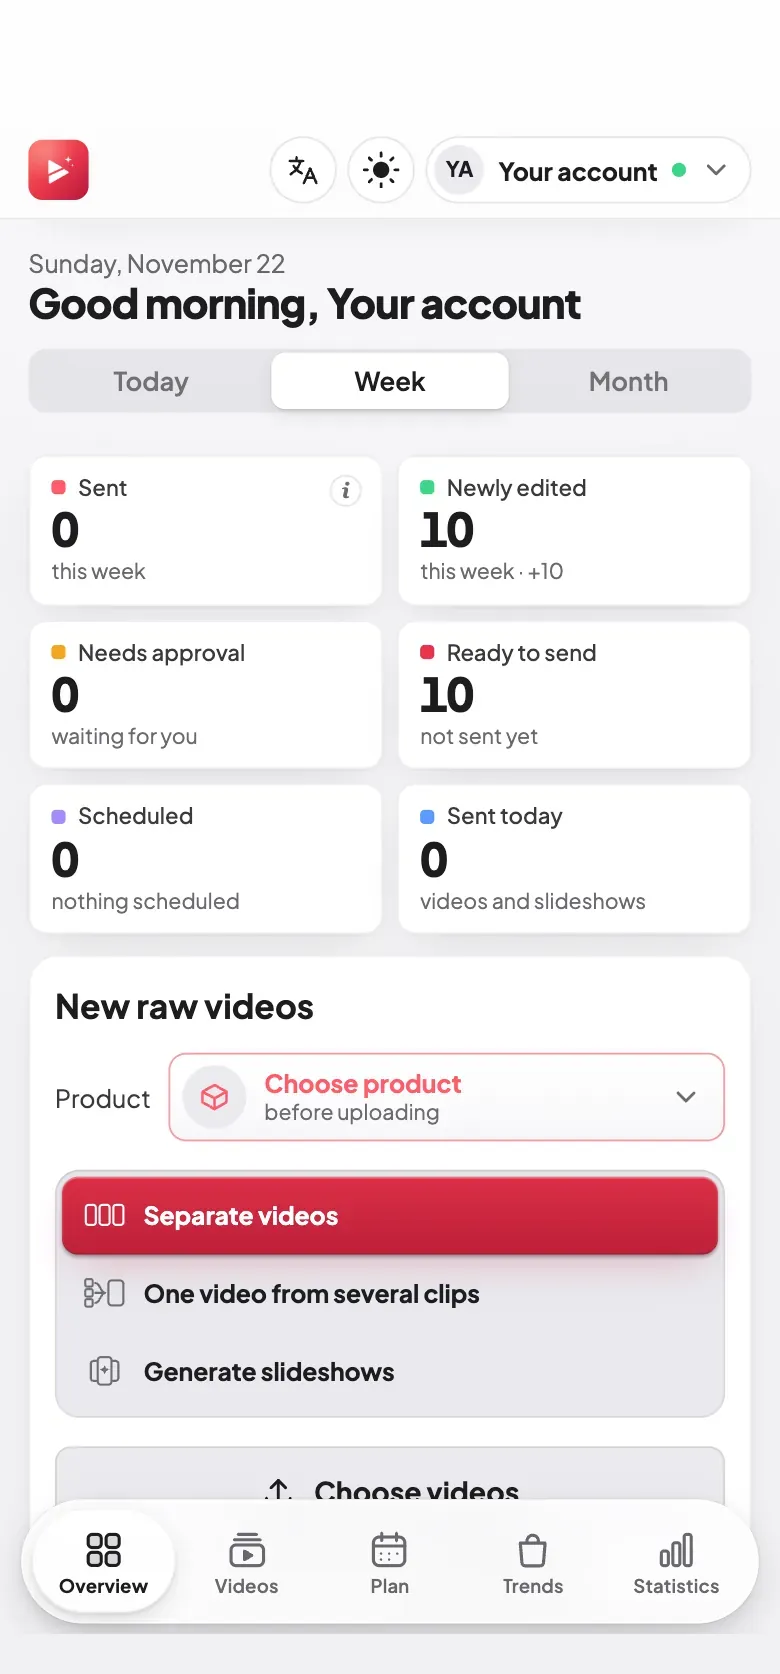 YA
Your account
Sunday, November 22
Good morning, Your account
Today
Week
Month
Sent
i
0
this week
Newly edited
10
this week · +10
Needs approval
0
waiting for you
Ready to send
10
not sent yet
Scheduled
0
nothing scheduled
Sent today
0
videos and slideshows
New raw videos
Product
Choose product
before uploading
Separate videos
One video from several clips
Generate slideshows
Choose videos
Overview
Videos
Plan
Trends
Statistics